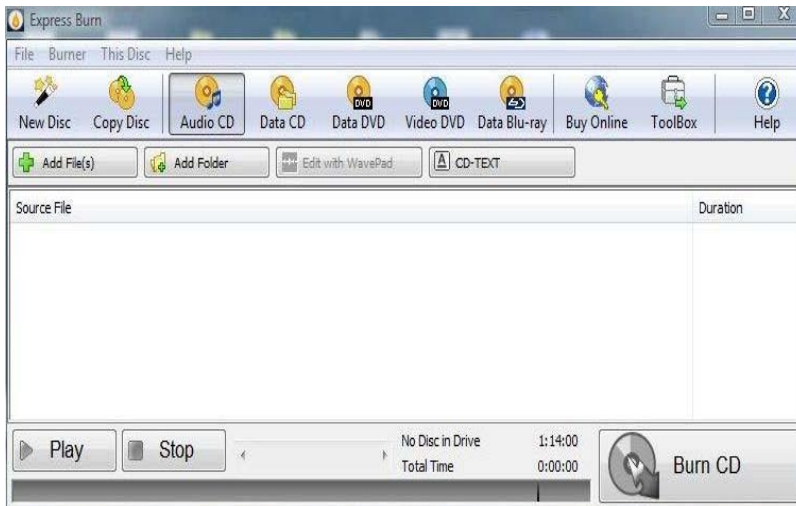 Express Burn
File Burner This Disc Help
New Disc Copy Disc Audio CD Data CD DVD Data DVD DVD Video DVD Data Blu-ray Buy Online ToolBox Help
Add File(s) Add Folder Edit with WavePad A CD-TEXT
Source File Duration
Play Stop No Disc in Drive 1:14:00
Total Time 0:00:00
Burn CD